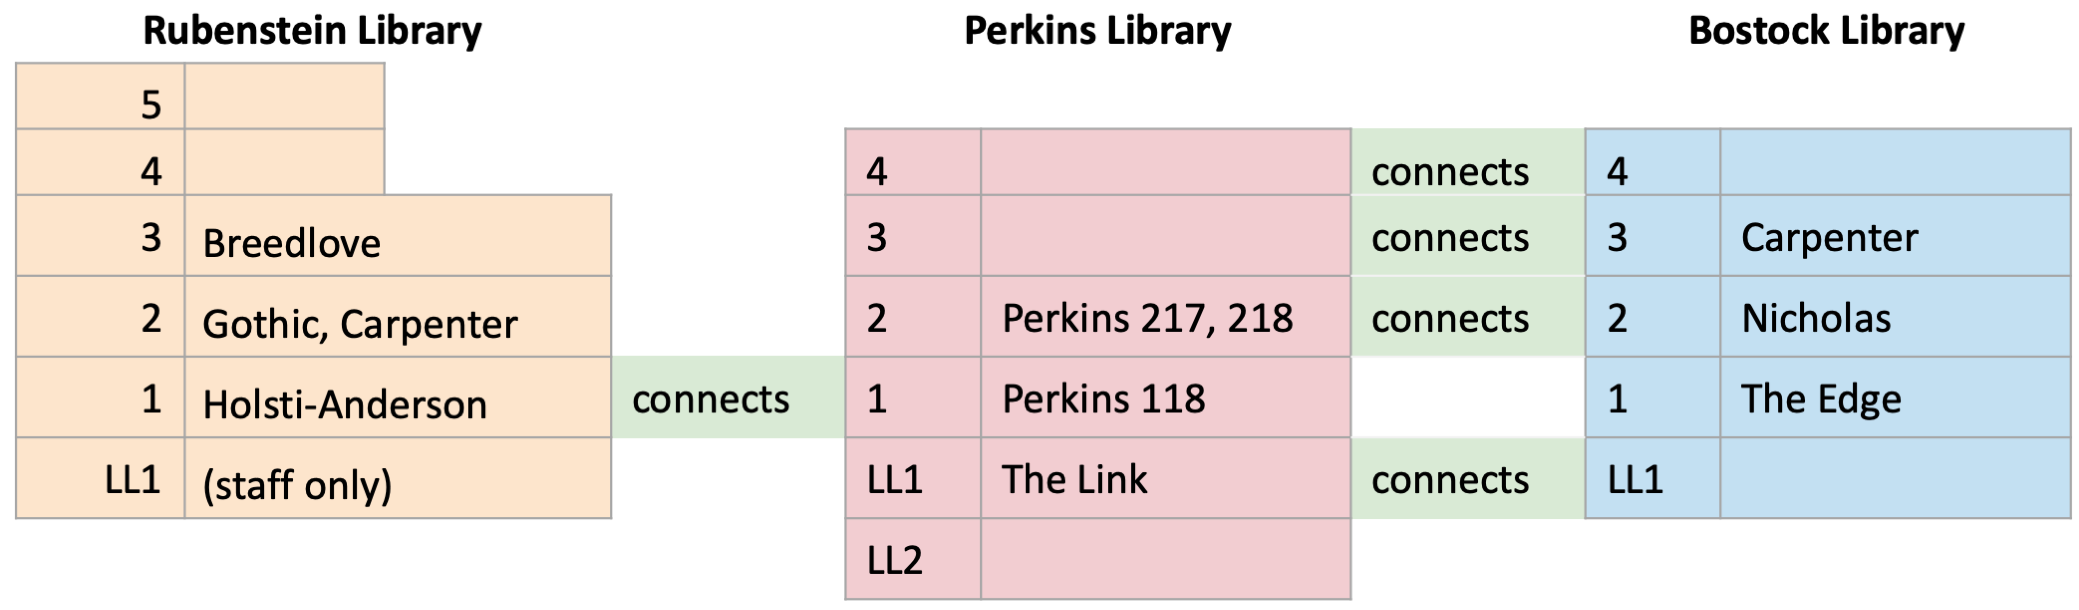 Rubenstein Library Perkins Library Bostock Library
5
4 4 connects 4
3 Breedlove 3 connects 3 Carpenter
2 Gothic, Carpenter 2 Perkins 217, 218 connects 2 Nicholas
1 Holsti-Anderson connects 1 Perkins 118 1 The Edge
LL1 (staff only) LL1 The Link connects LL1
LL2